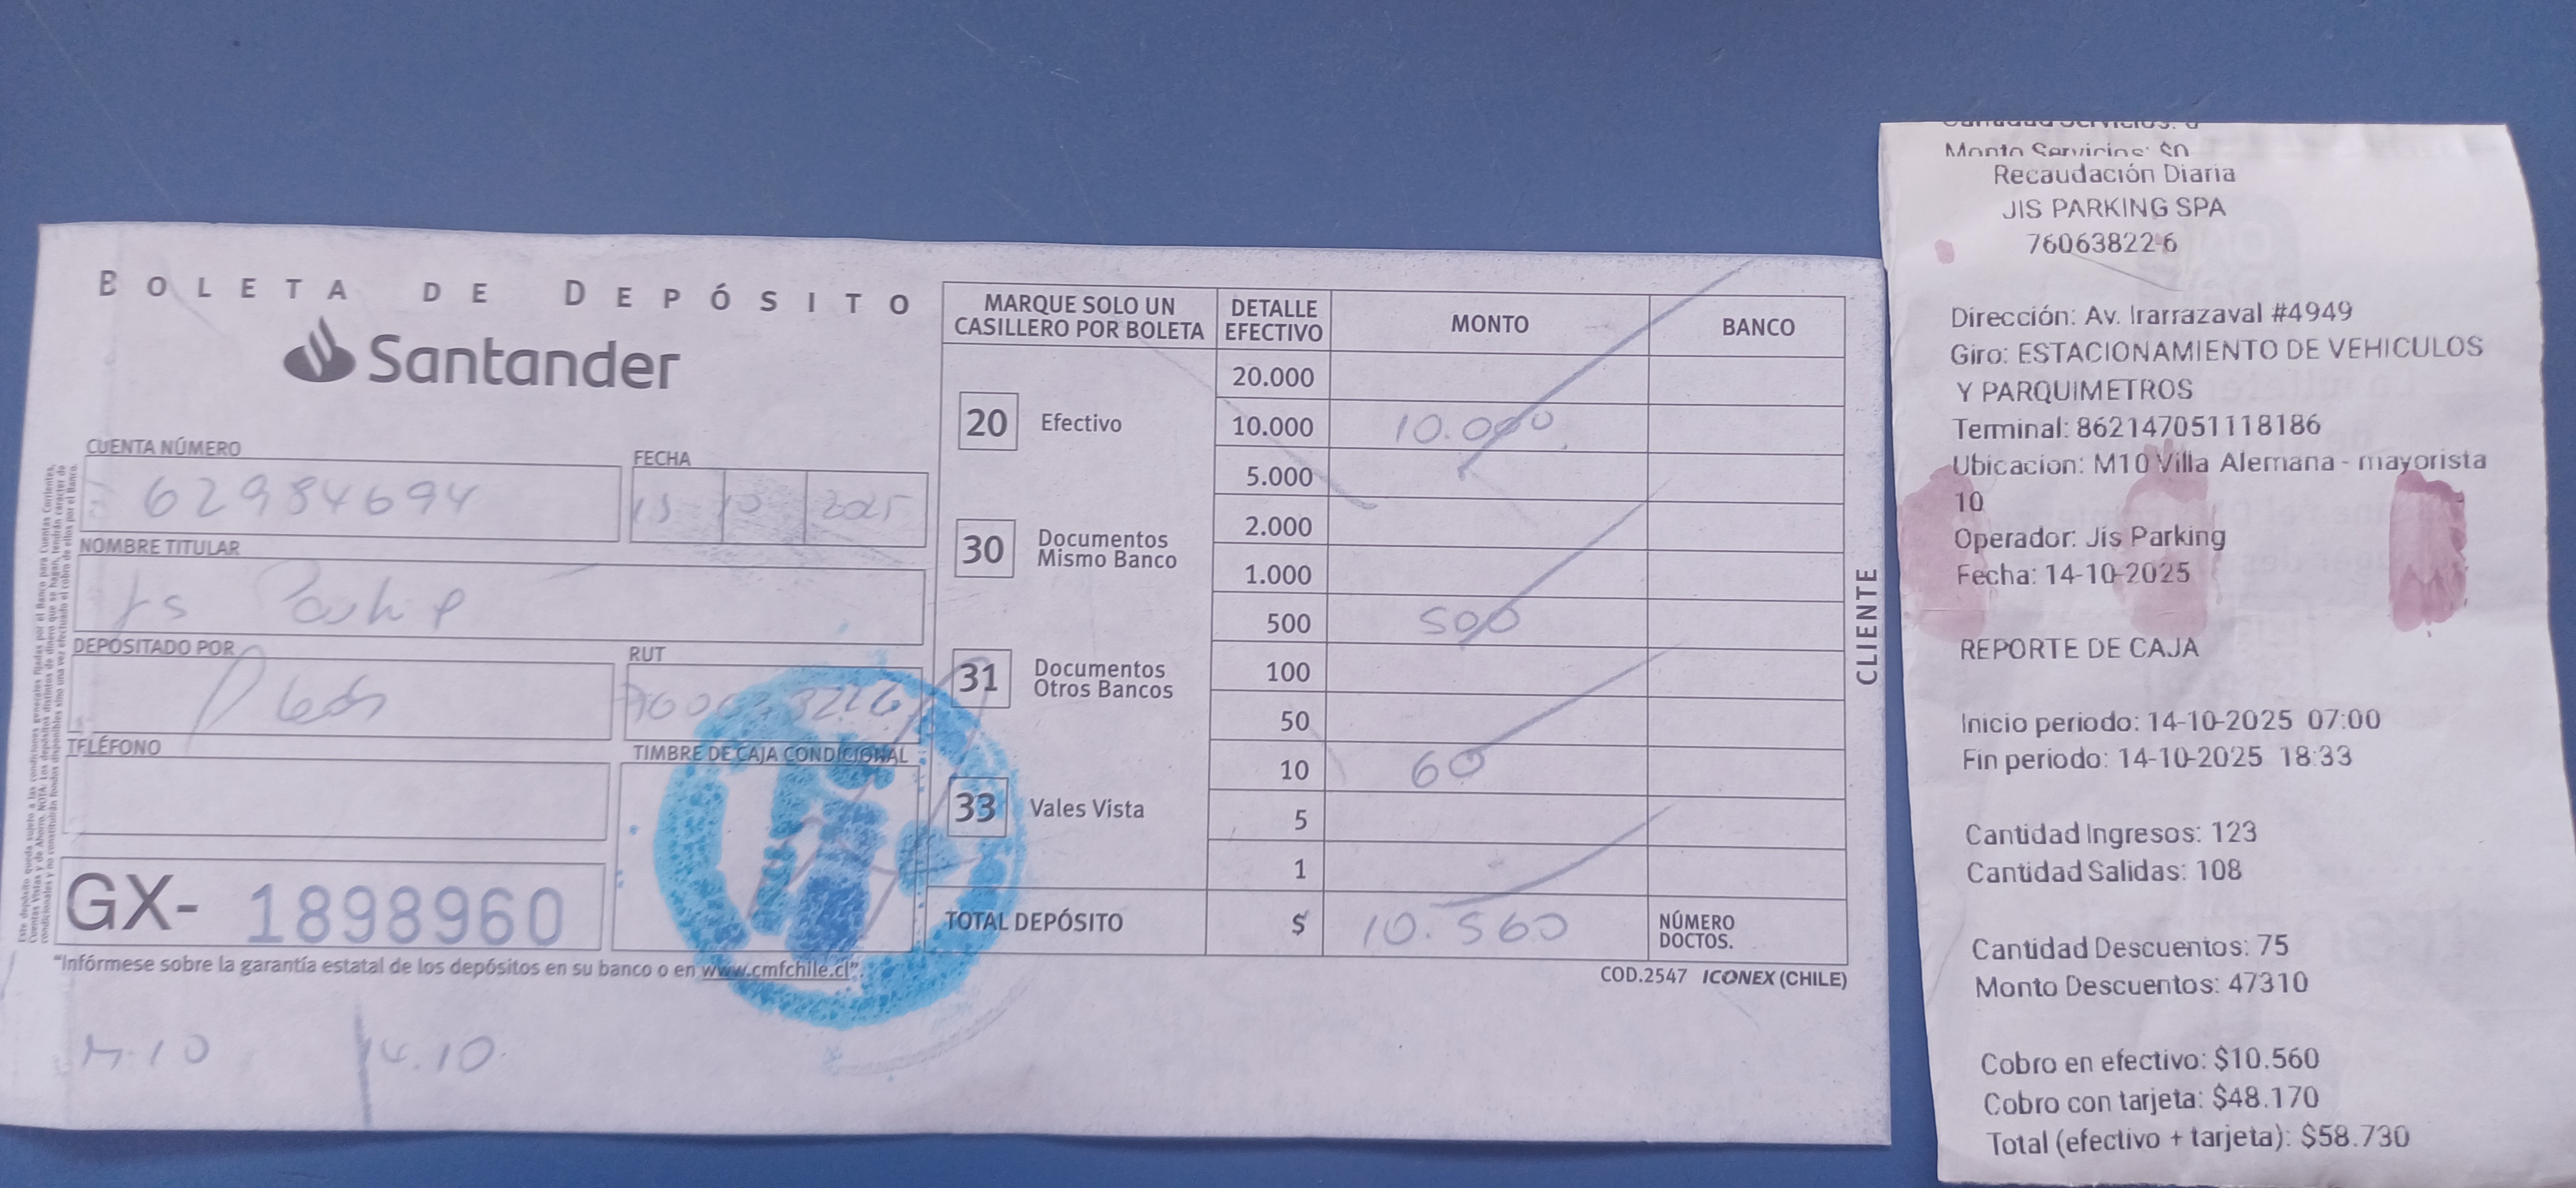 BOLETA DE DEPÓSITO
Santander
CUENTA NÚMERO
62984694
FECHA
15 10 2025
NOMBRE TITULAR
DEPOSITADO POR
RUT
TELÉFONO
TIMBRE DE CAJA CONDICIONAL
GX- 1898960
"Infórmese sobre la garantía estatal de los depósitos en su banco o en www.cmfchile.cl".
14.10
MARQUE SOLO UN CASILLERO POR BOLETA
20 Efectivo
30 Documentos Mismo Banco
31 Documentos Otros Bancos
33 Vales Vista
DETALLE EFECTIVO MONTO BANCO
20.000
10.000 10.000
5.000
2.000
1.000
500 500
100
50
10 60
5
1
TOTAL DEPÓSITO $ 10.560 NÚMERO DOCTOS.
COD.2547 ICONEX (CHILE)
CLIENTE
Monto Servicios: $0
Recaudación Diaria
JIS PARKING SPA
76063822-6
Dirección: Av. Irarrazaval #4949
Giro: ESTACIONAMIENTO DE VEHICULOS
Y PARQUIMETROS
Terminal: 862147051118186
Ubicacion: M10 Villa Alemana - mayorista
10
Operador: Jis Parking
Fecha: 14-10-2025
REPORTE DE CAJA
Inicio periodo: 14-10-2025 07:00
Fin periodo: 14-10-2025 18:33
Cantidad Ingresos: 123
Cantidad Salidas: 108
Cantidad Descuentos: 75
Monto Descuentos: 47310
Cobro en efectivo: $10.560
Cobro con tarjeta: $48.170
Total (efectivo + tarjeta): $58.730